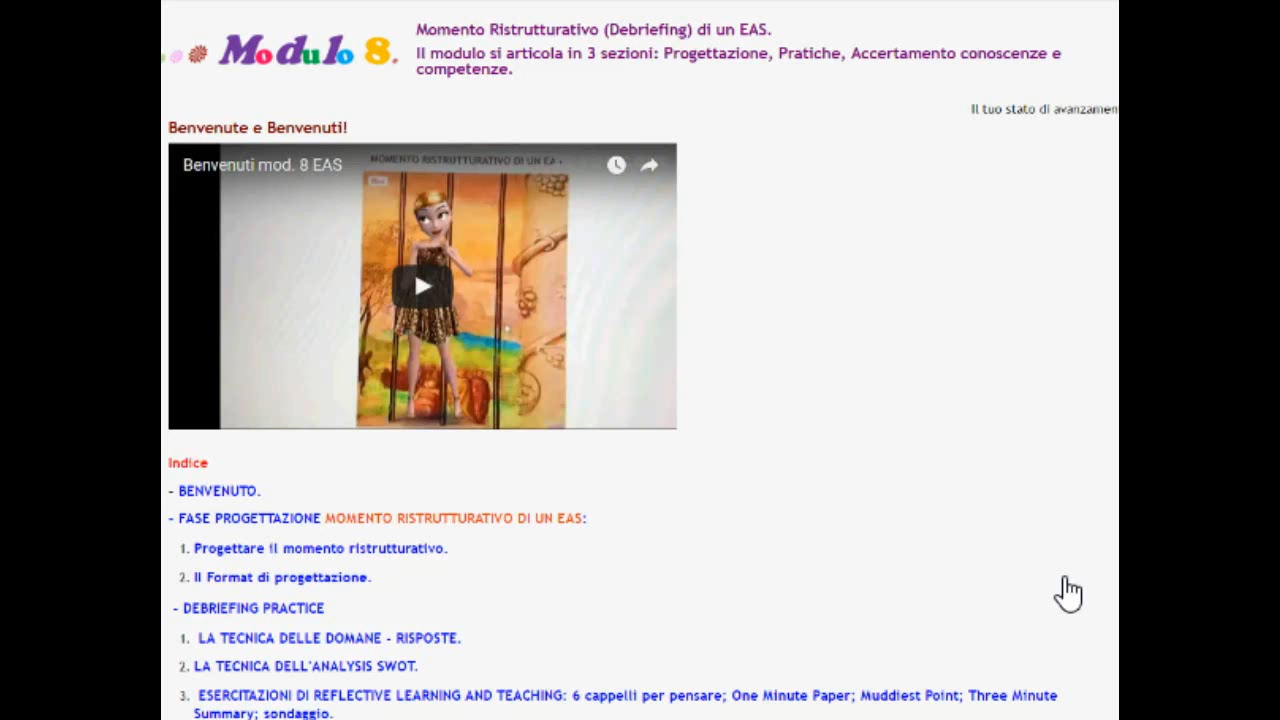 Modulo 8.
Momento Ristrutturativo (Debriefing) di un EAS.
Il modulo si articola in 3 sezioni: Progettazione, Pratiche, Accertamento conoscenze e
competenze.
Il tuo stato di avanzamen
Benvenute e Benvenuti!
Benvenuti mod. 8 EAS
MOMENTO RISTRUTTURATIVO DI UN EA
Indice
- BENVENUTO.
- FASE PROGETTAZIONE MOMENTO RISTRUTTURATIVO DI UN EAS:
1. Progettare il momento ristrutturativo.
2. Il Format di progettazione.
- DEBRIEFING PRACTICE
1. LA TECNICA DELLE DOMANE - RISPOSTE.
2. LA TECNICA DELL'ANALYSIS SWOT.
3. ESERCITAZIONI DI REFLECTIVE LEARNING AND TEACHING: 6 cappelli per pensare; One Minute Paper; Muddiest Point; Three Minute
Summary; sondaggio.